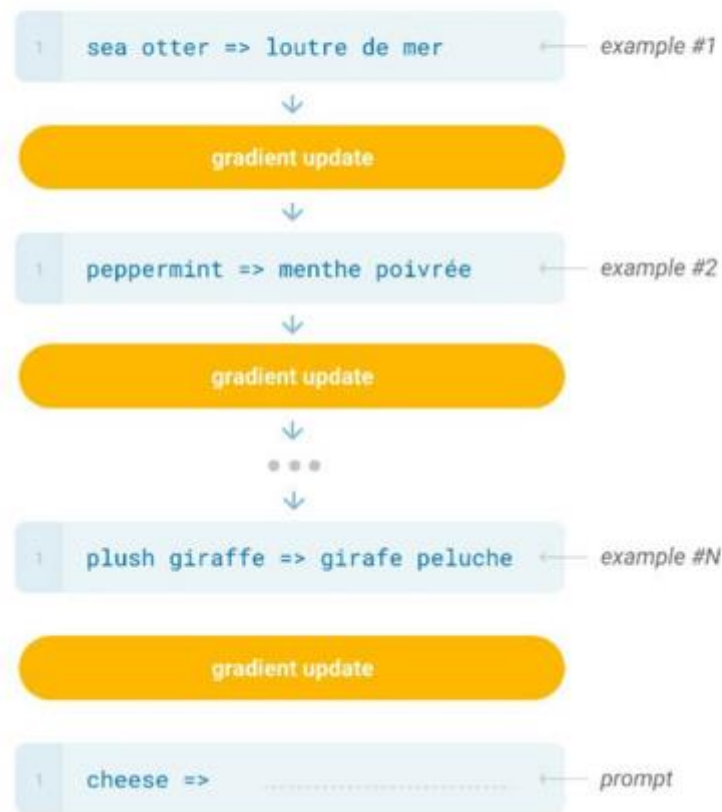 1 sea otter => loutre de mer example #1
gradient update
1 peppermint => menthe poivrée example #2
gradient update
1 plush giraffe => girafe peluche example #N
gradient update
1 cheese => prompt